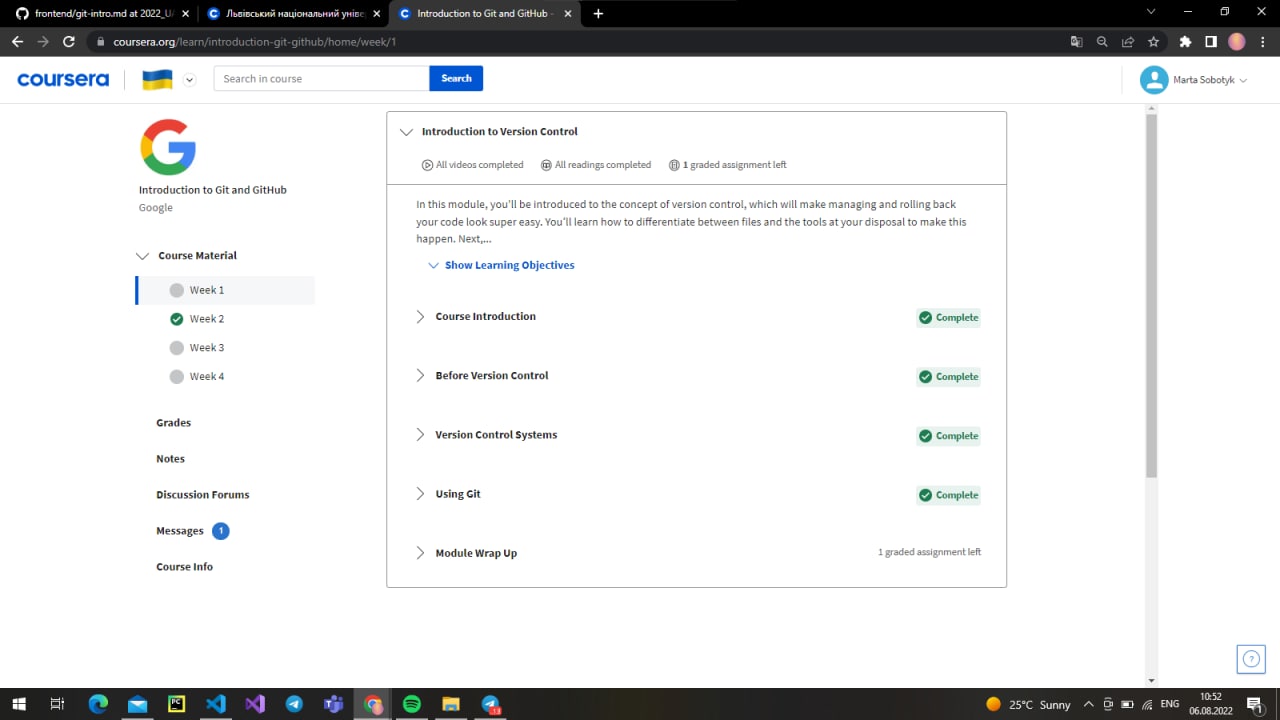 frontend/git-intro.md at 2022_UA
Львівський національний уніве
Introduction to Git and GitHub -
coursera.org/learn/introduction-git-github/home/week/1
coursera
Search in course
Search
Marta Sobotyk
Introduction to Git and GitHub
Google
Course Material
Week 1
Week 2
Week 3
Week 4
Grades
Notes
Discussion Forums
Messages 1
Course Info
Introduction to Version Control
All videos completed All readings completed 1 graded assignment left
In this module, you'll be introduced to the concept of version control, which will make managing and rolling back
your code look super easy. You'll learn how to differentiate between files and the tools at your disposal to make this
happen. Next,...
Show Learning Objectives
Course Introduction Complete
Before Version Control Complete
Version Control Systems Complete
Using Git Complete
Module Wrap Up 1 graded assignment left
25°C Sunny
ENG
10:52
06.08.2022